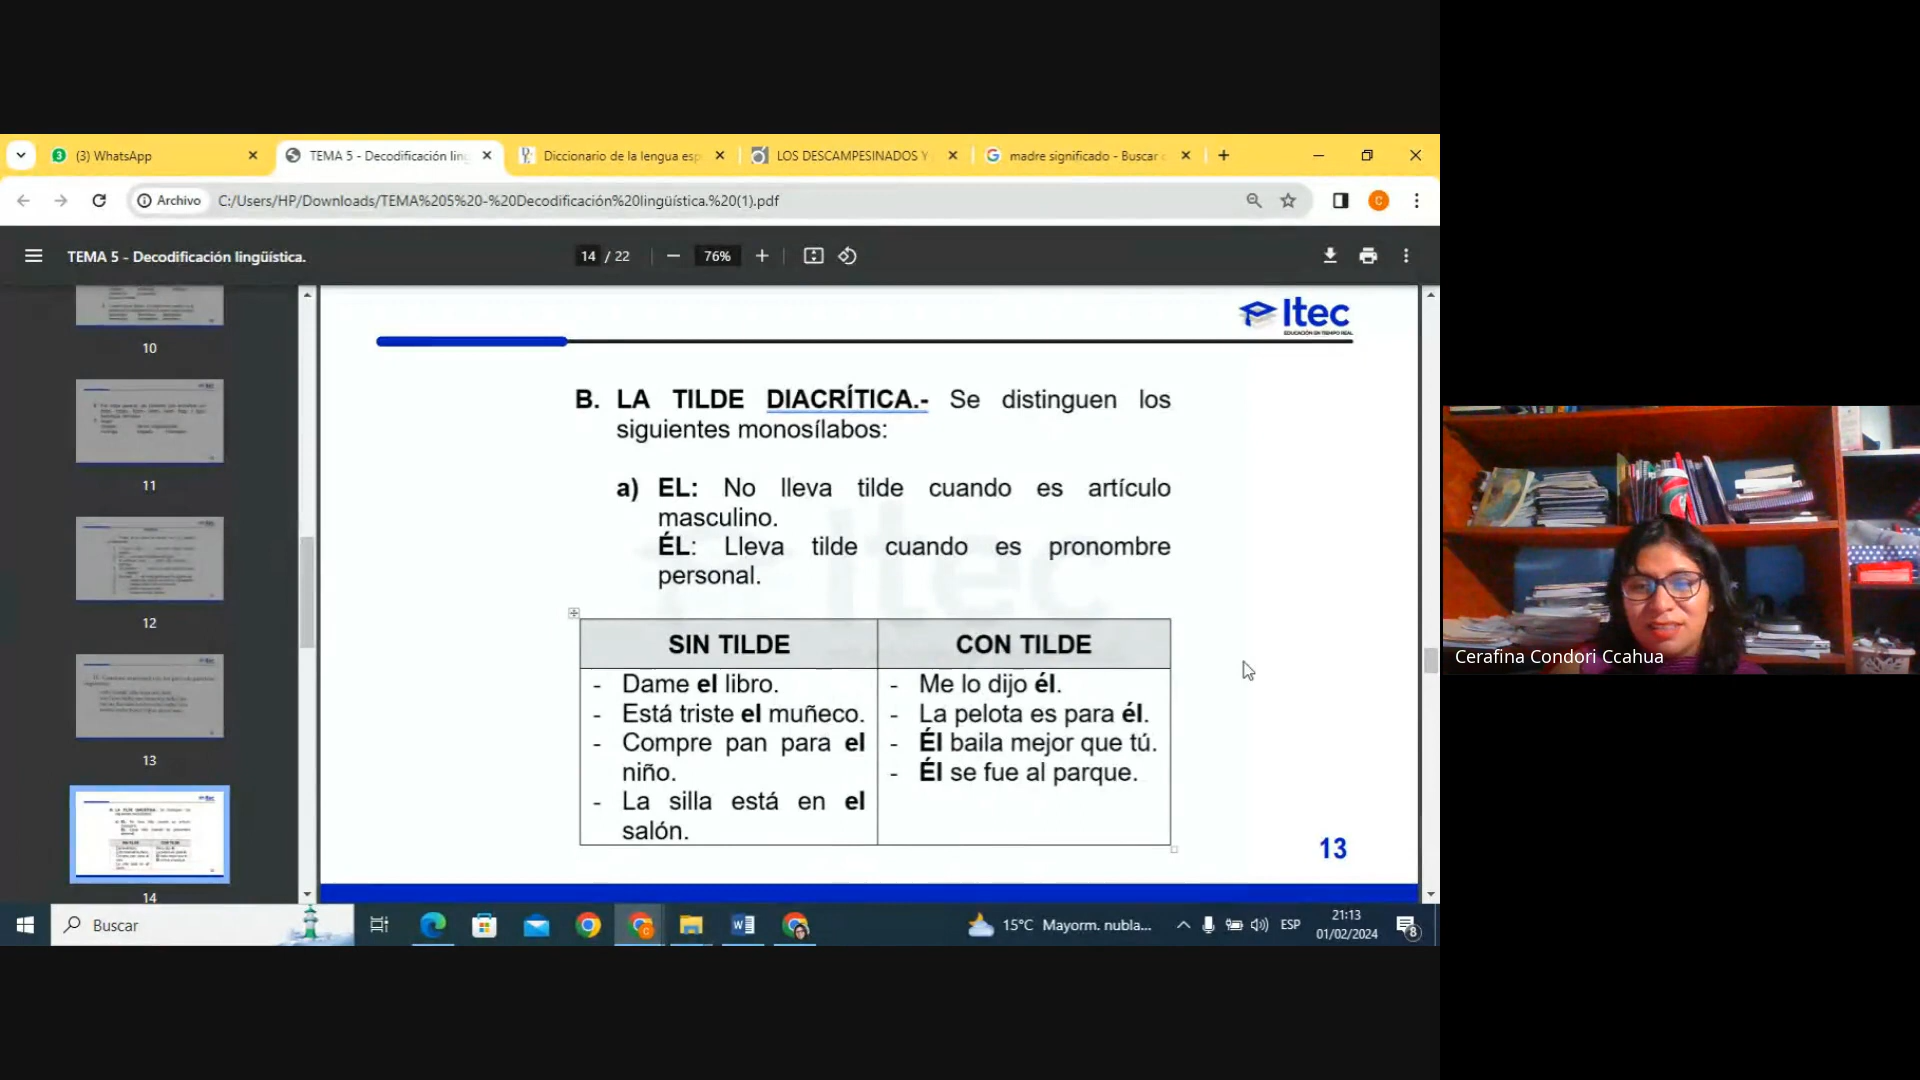 3 (3) WhatsApp
TEMA 5 - Decodificación lin
Diccionario de la lengua esp
LOS DESCAMPESINADOS Y
G madre significado - Buscar
Archivo C:/Users/HP/Downloads/TEMA%205%20-%20Decodificación%20lingüística.%20(1).pdf
C
TEMA 5 - Decodificación lingüística.
14 / 22
76%
10
11
12
13
14
Itec
EDUCACIÓN EN TIEMPO REAL
B. LA TILDE DIACRÍTICA.- Se distinguen los
siguientes monosílabos:
a) EL: No lleva tilde cuando es artículo
masculino.
ÉL: Lleva tilde cuando es pronombre
personal.
SIN TILDE
- Dame el libro.
- Está triste el muñeco.
- Compre pan para el
niño.
- La silla está en el
salón.
CON TILDE
- Me lo dijo él.
- La pelota es para él.
- Él baila mejor que tú.
- Él se fue al parque.
13
Buscar
15°C Mayorm. nubla...
ESP
21:13
01/02/2024
8
Cerafina Condori Ccahua